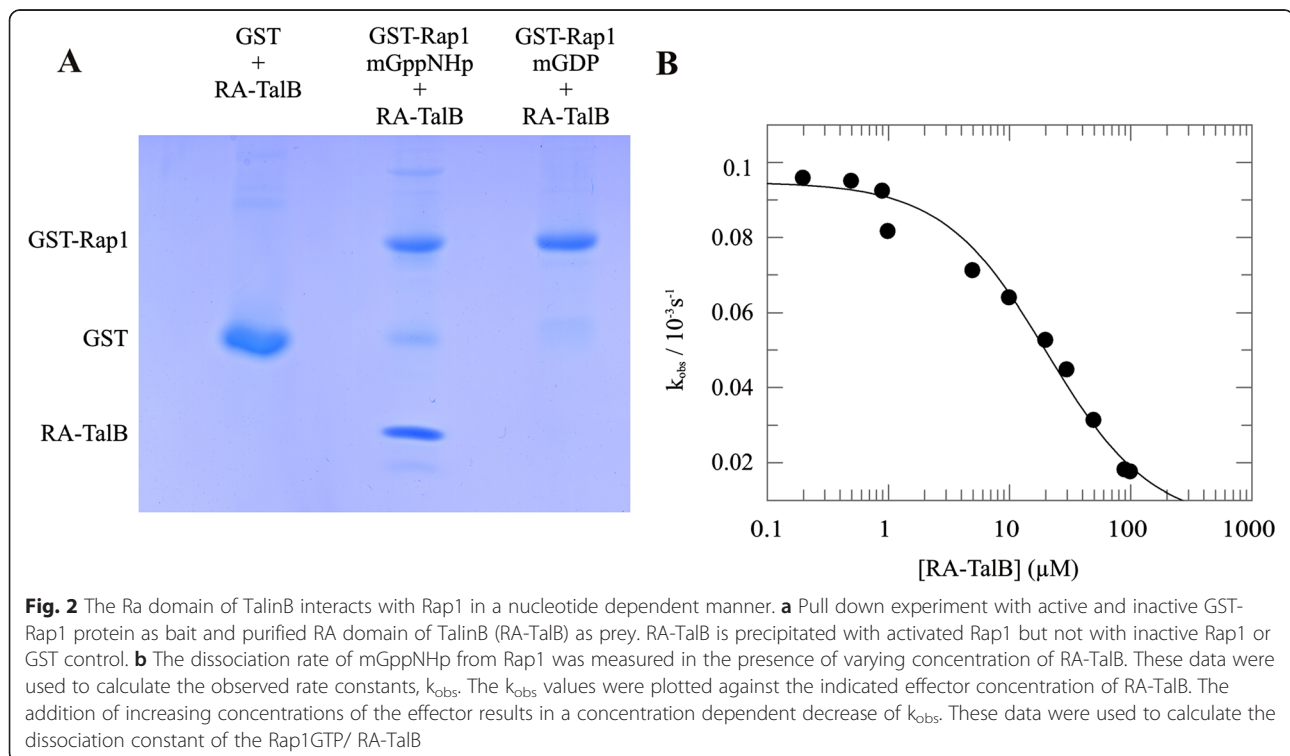 A
GST
+
RA-TalB
GST-Rap1
mGppNHp
+
RA-TalB
GST-Rap1
mGDP
+
RA-TalB
GST-Rap1
GST
RA-TalB
B
k_obs / 10⁻³s⁻¹
0.1
0.08
0.06
0.04
0.02
0.1
1
10
100
1000
[RA-TalB] (µM)
Fig. 2 The Ra domain of TalinB interacts with Rap1 in a nucleotide dependent manner. a Pull down experiment with active and inactive GST-
Rap1 protein as bait and purified RA domain of TalinB (RA-TalB) as prey. RA-TalB is precipitated with activated Rap1 but not with inactive Rap1 or
GST control. b The dissociation rate of mGppNHp from Rap1 was measured in the presence of varying concentration of RA-TalB. These data were
used to calculate the observed rate constants, k_obs. The k_obs values were plotted against the indicated effector concentration of RA-TalB. The
addition of increasing concentrations of the effector results in a concentration dependent decrease of k_obs. These data were used to calculate the
dissociation constant of the Rap1GTP/ RA-TalB